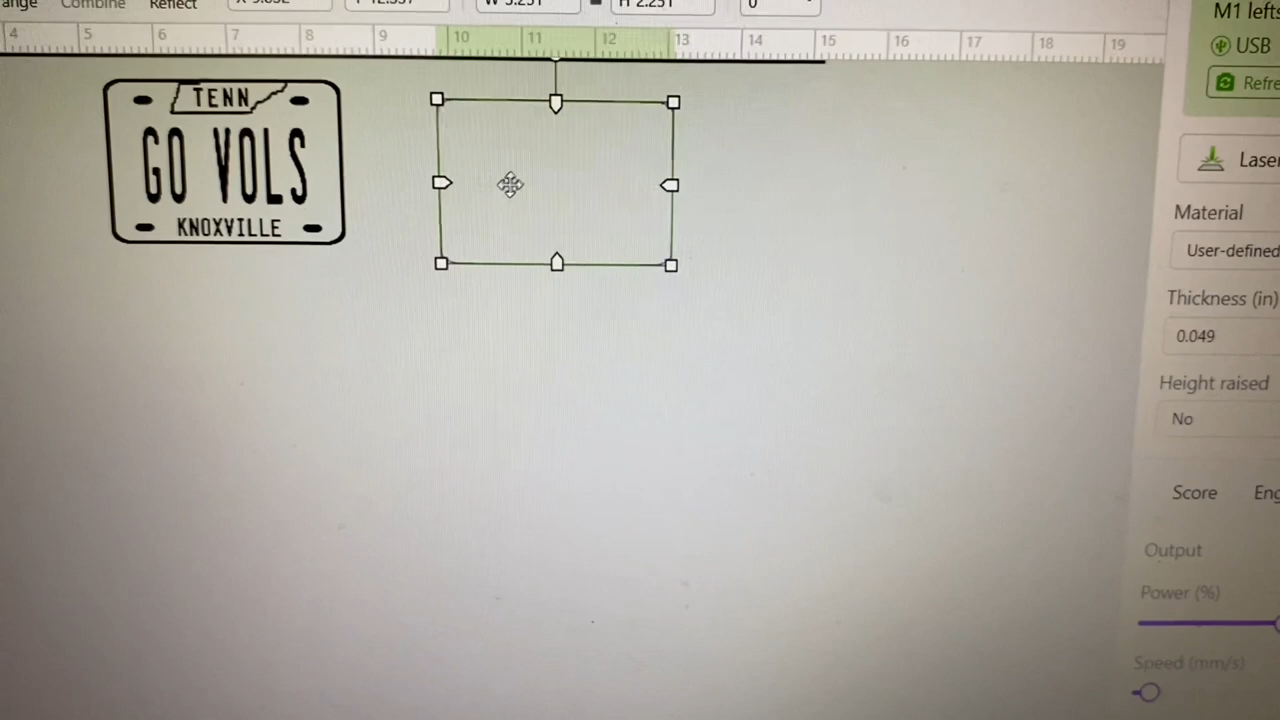 Combine Reflect
4 5 6 7 8 9 10 11 12 13 14 15 16 17 18 19
TENN
GO VOLS
KNOXVILLE
M1
USB
Material
User-defined
Thickness (in)
0.049
Height raised
No
Score
Output
Power (%)
Speed (mm/s)